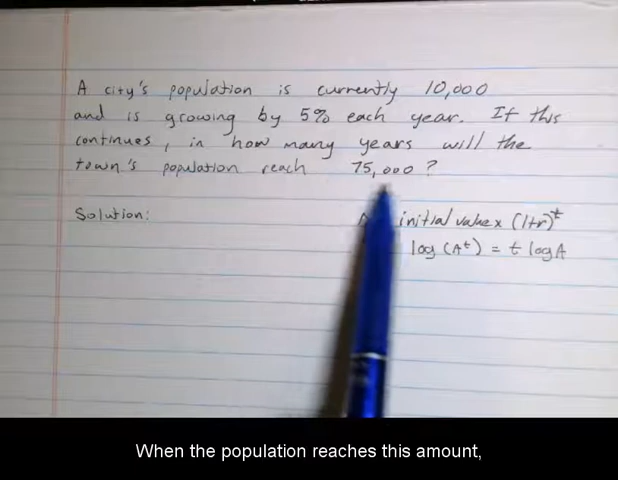 A city's population is currently 10,000
and is growing by 5% each year. If this
continues, in how many years will the
town's population reach 75,000?
Solution:
initial value x (1+r)^t
log (A^t) = t log A
When the population reaches this amount,